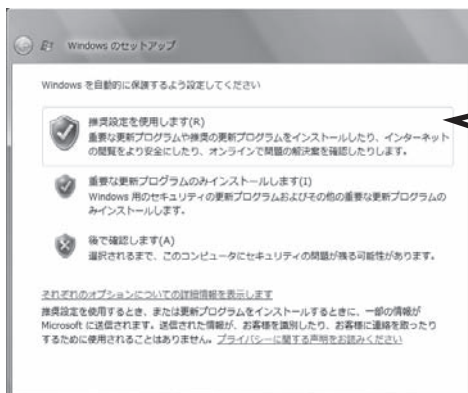 Windows のセットアップ
Windows を自動的に保護するよう設定してください
推奨設定を使用します(R)
重要な更新プログラムや推奨の更新プログラムをインストールしたり、インターネット
の閲覧をより安全にしたり、オンラインで問題の解決策を確認したりします。
重要な更新プログラムのみインストールします(I)
Windows 用のセキュリティの更新プログラムおよびその他の重要な更新プログラムの
みインストールします。
後で確認します(A)
選択されるまで、このコンピュータにセキュリティの問題が残る可能性があります。
それぞれのオプションについての詳細情報を表示します
推奨設定を使用するとき、または更新プログラムをインストールするときに、一部の情報が
Microsoft に送信されます。送信された情報が、お客様を識別したり、お客様に連絡を取ったり
するために使用されることはありません。プライバシーに関する声明をお読みください